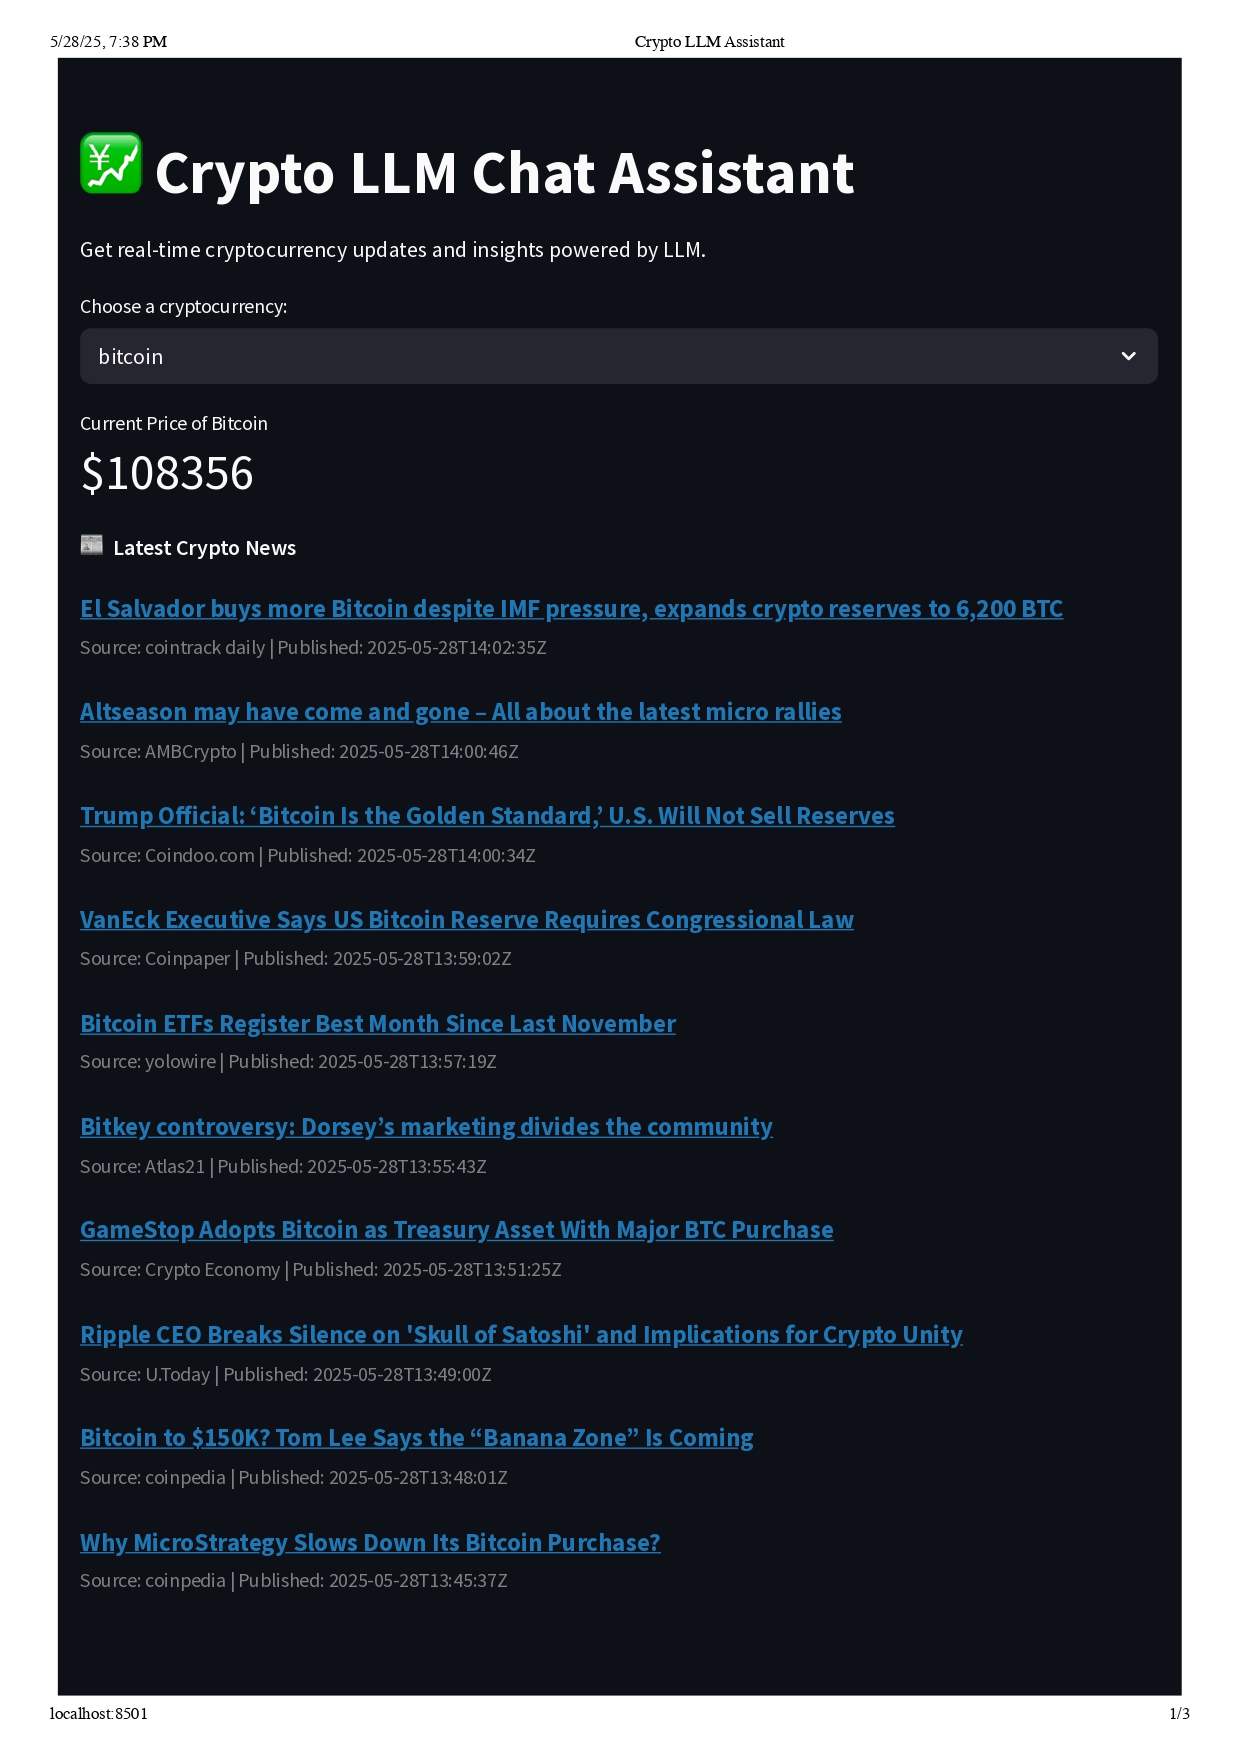 5/28/25, 7:38 PM Crypto LLM Assistant
Crypto LLM Chat Assistant
Get real-time cryptocurrency updates and insights powered by LLM.
Choose a cryptocurrency:
bitcoin
Current Price of Bitcoin
$108356
Latest Crypto News
El Salvador buys more Bitcoin despite IMF pressure, expands crypto reserves to 6,200 BTC
Source: cointrack daily | Published: 2025-05-28T14:02:35Z
Altseason may have come and gone – All about the latest micro rallies
Source: AMBCrypto | Published: 2025-05-28T14:00:46Z
Trump Official: ‘Bitcoin Is the Golden Standard,’ U.S. Will Not Sell Reserves
Source: Coindoo.com | Published: 2025-05-28T14:00:34Z
VanEck Executive Says US Bitcoin Reserve Requires Congressional Law
Source: Coinpaper | Published: 2025-05-28T13:59:02Z
Bitcoin ETFs Register Best Month Since Last November
Source: yolowire | Published: 2025-05-28T13:57:19Z
Bitkey controversy: Dorsey’s marketing divides the community
Source: Atlas21 | Published: 2025-05-28T13:55:43Z
GameStop Adopts Bitcoin as Treasury Asset With Major BTC Purchase
Source: Crypto Economy | Published: 2025-05-28T13:51:25Z
Ripple CEO Breaks Silence on 'Skull of Satoshi' and Implications for Crypto Unity
Source: U.Today | Published: 2025-05-28T13:49:00Z
Bitcoin to $150K? Tom Lee Says the “Banana Zone” Is Coming
Source: coinpedia | Published: 2025-05-28T13:48:01Z
Why MicroStrategy Slows Down Its Bitcoin Purchase?
Source: coinpedia | Published: 2025-05-28T13:45:37Z
localhost:8501 1/3